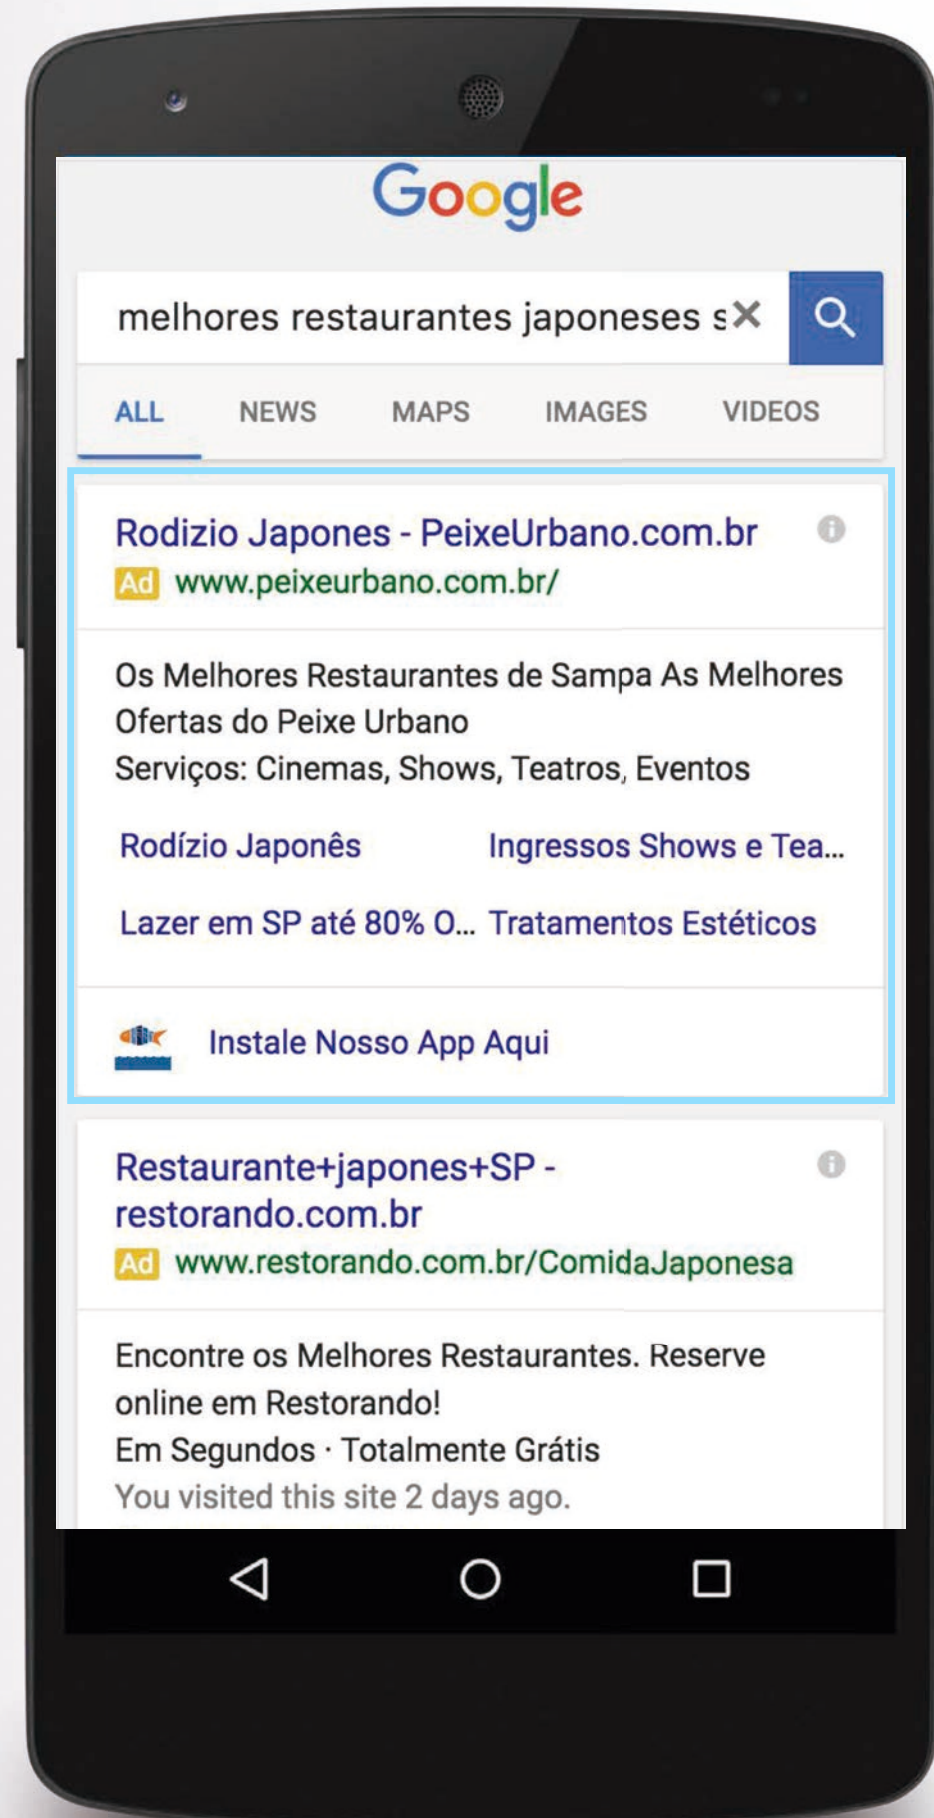 Google
melhores restaurantes japoneses s
ALL NEWS MAPS IMAGES VIDEOS
Rodizio Japones - PeixeUrbano.com.br
Ad www.peixeurbano.com.br/
Os Melhores Restaurantes de Sampa As Melhores
Ofertas do Peixe Urbano
Serviços: Cinemas, Shows, Teatros, Eventos
Rodízio Japonês Ingressos Shows e Tea...
Lazer em SP até 80% O... Tratamentos Estéticos
Instale Nosso App Aqui
Restaurante+japones+SP -
restorando.com.br
Ad www.restorando.com.br/ComidaJaponesa
Encontre os Melhores Restaurantes. Reserve
online em Restorando!
Em Segundos · Totalmente Grátis
You visited this site 2 days ago.